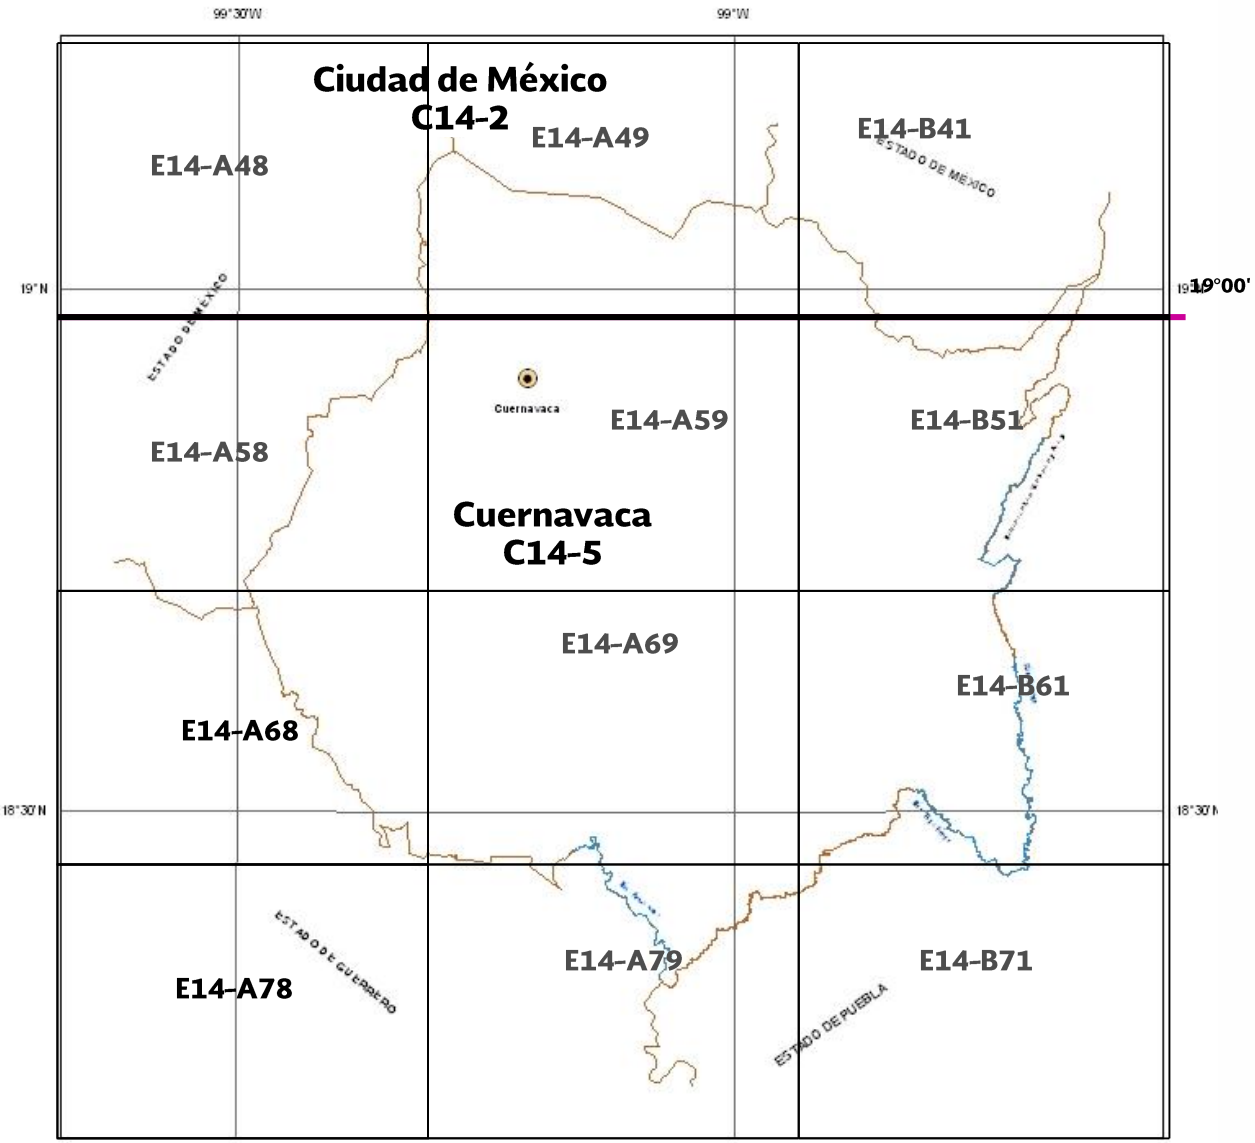 99°30'W
99°W
Ciudad de México
C14-2
E14-A49
E14-B41
ESTADO DE MÉXICO
E14-A48
ESTADO DE MÉXICO
19°N
19°00'
Cuernavaca
E14-A59
E14-B51
E14-A58
Cuernavaca
C14-5
E14-A69
E14-B61
E14-A68
18°30'N
18°30'N
ESTADO DE GUERRERO
E14-A79
E14-B71
E14-A78
ESTADO DE PUEBLA